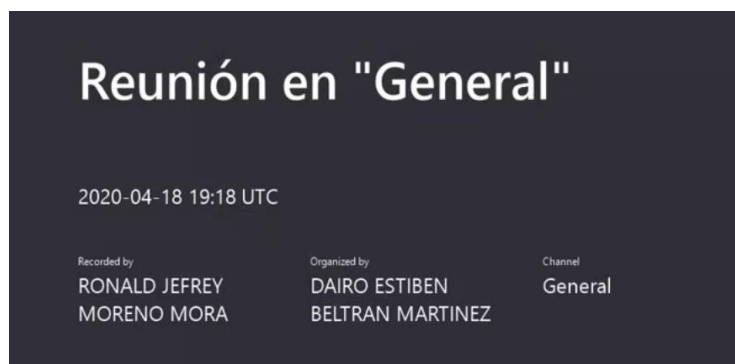 Reunión en "General"
2020-04-18 19:18 UTC
Recorded by
RONALD JEFREY
MORENO MORA
Organized by
DAIRO ESTIBEN
BELTRAN MARTINEZ
Channel
General